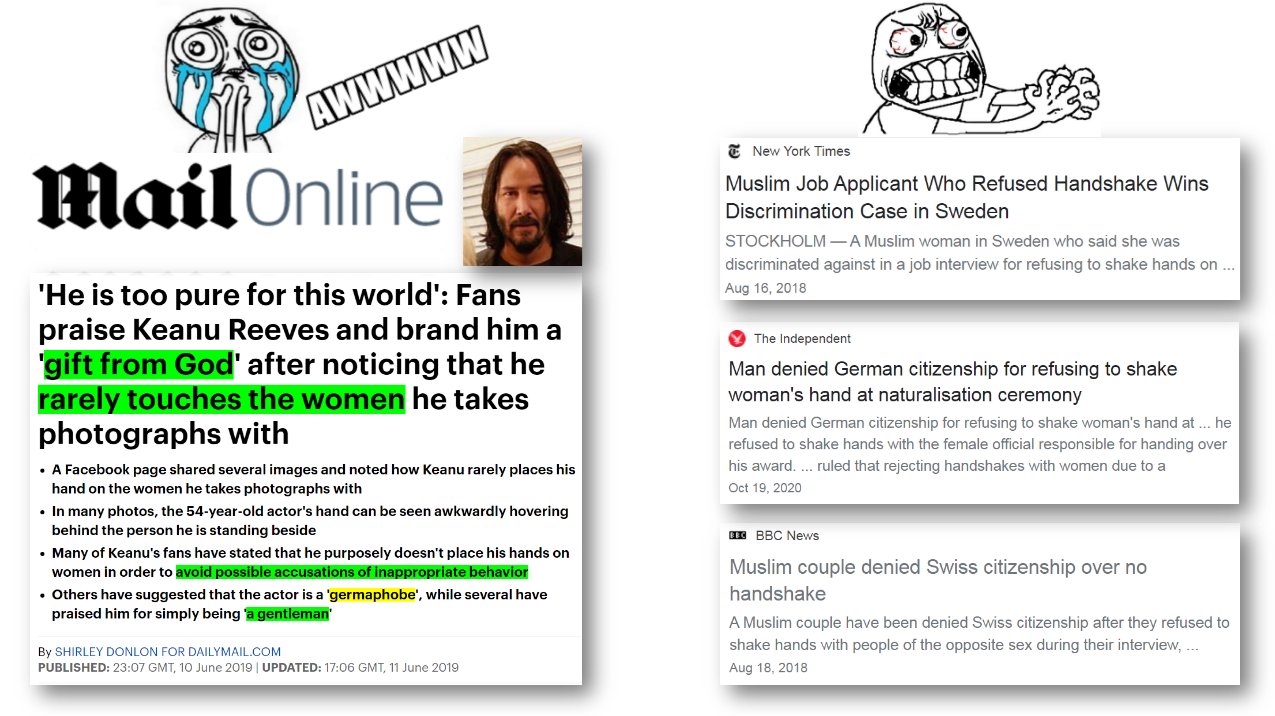 AWWWWW
Mail Online
'He is too pure for this world': Fans
praise Keanu Reeves and brand him a
'gift from God' after noticing that he
rarely touches the women he takes
photographs with
• A Facebook page shared several images and noted how Keanu rarely places his
hand on the women he takes photographs with
• In many photos, the 54-year-old actor's hand can be seen awkwardly hovering
behind the person he is standing beside
• Many of Keanu's fans have stated that he purposely doesn't place his hands on
women in order to avoid possible accusations of inappropriate behavior
• Others have suggested that the actor is a 'germaphobe', while several have
praised him for simply being 'a gentleman'
By SHIRLEY DONLON FOR DAILYMAIL.COM
PUBLISHED: 23:07 GMT, 10 June 2019 | UPDATED: 17:06 GMT, 11 June 2019
New York Times
Muslim Job Applicant Who Refused Handshake Wins
Discrimination Case in Sweden
STOCKHOLM — A Muslim woman in Sweden who said she was
discriminated against in a job interview for refusing to shake hands on ...
Aug 16, 2018
The Independent
Man denied German citizenship for refusing to shake
woman's hand at naturalisation ceremony
Man denied German citizenship for refusing to shake woman's hand at ... he
refused to shake hands with the female official responsible for handing over
his award. ... ruled that rejecting handshakes with women due to a
Oct 19, 2020
BBC BBC News
Muslim couple denied Swiss citizenship over no
handshake
A Muslim couple have been denied Swiss citizenship after they refused to
shake hands with people of the opposite sex during their interview, ...
Aug 18, 2018